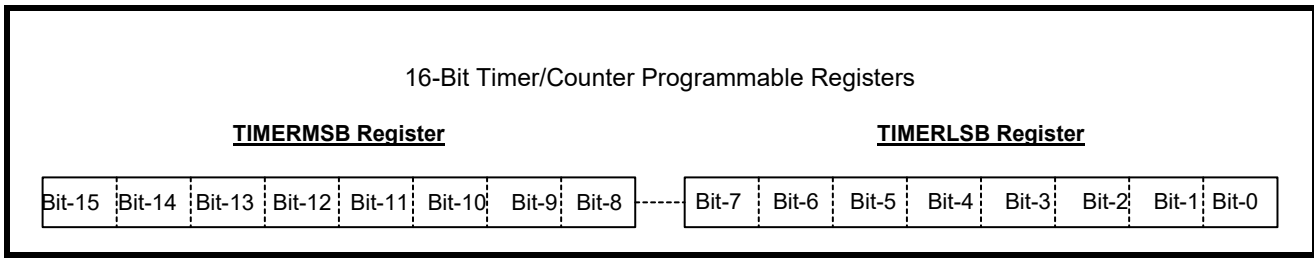 16-Bit Timer/Counter Programmable Registers
TIMERMSB Register TIMERLSB Register
Bit-15 Bit-14 Bit-13 Bit-12 Bit-11 Bit-10 Bit-9 Bit-8 Bit-7 Bit-6 Bit-5 Bit-4 Bit-3 Bit-2 Bit-1 Bit-0